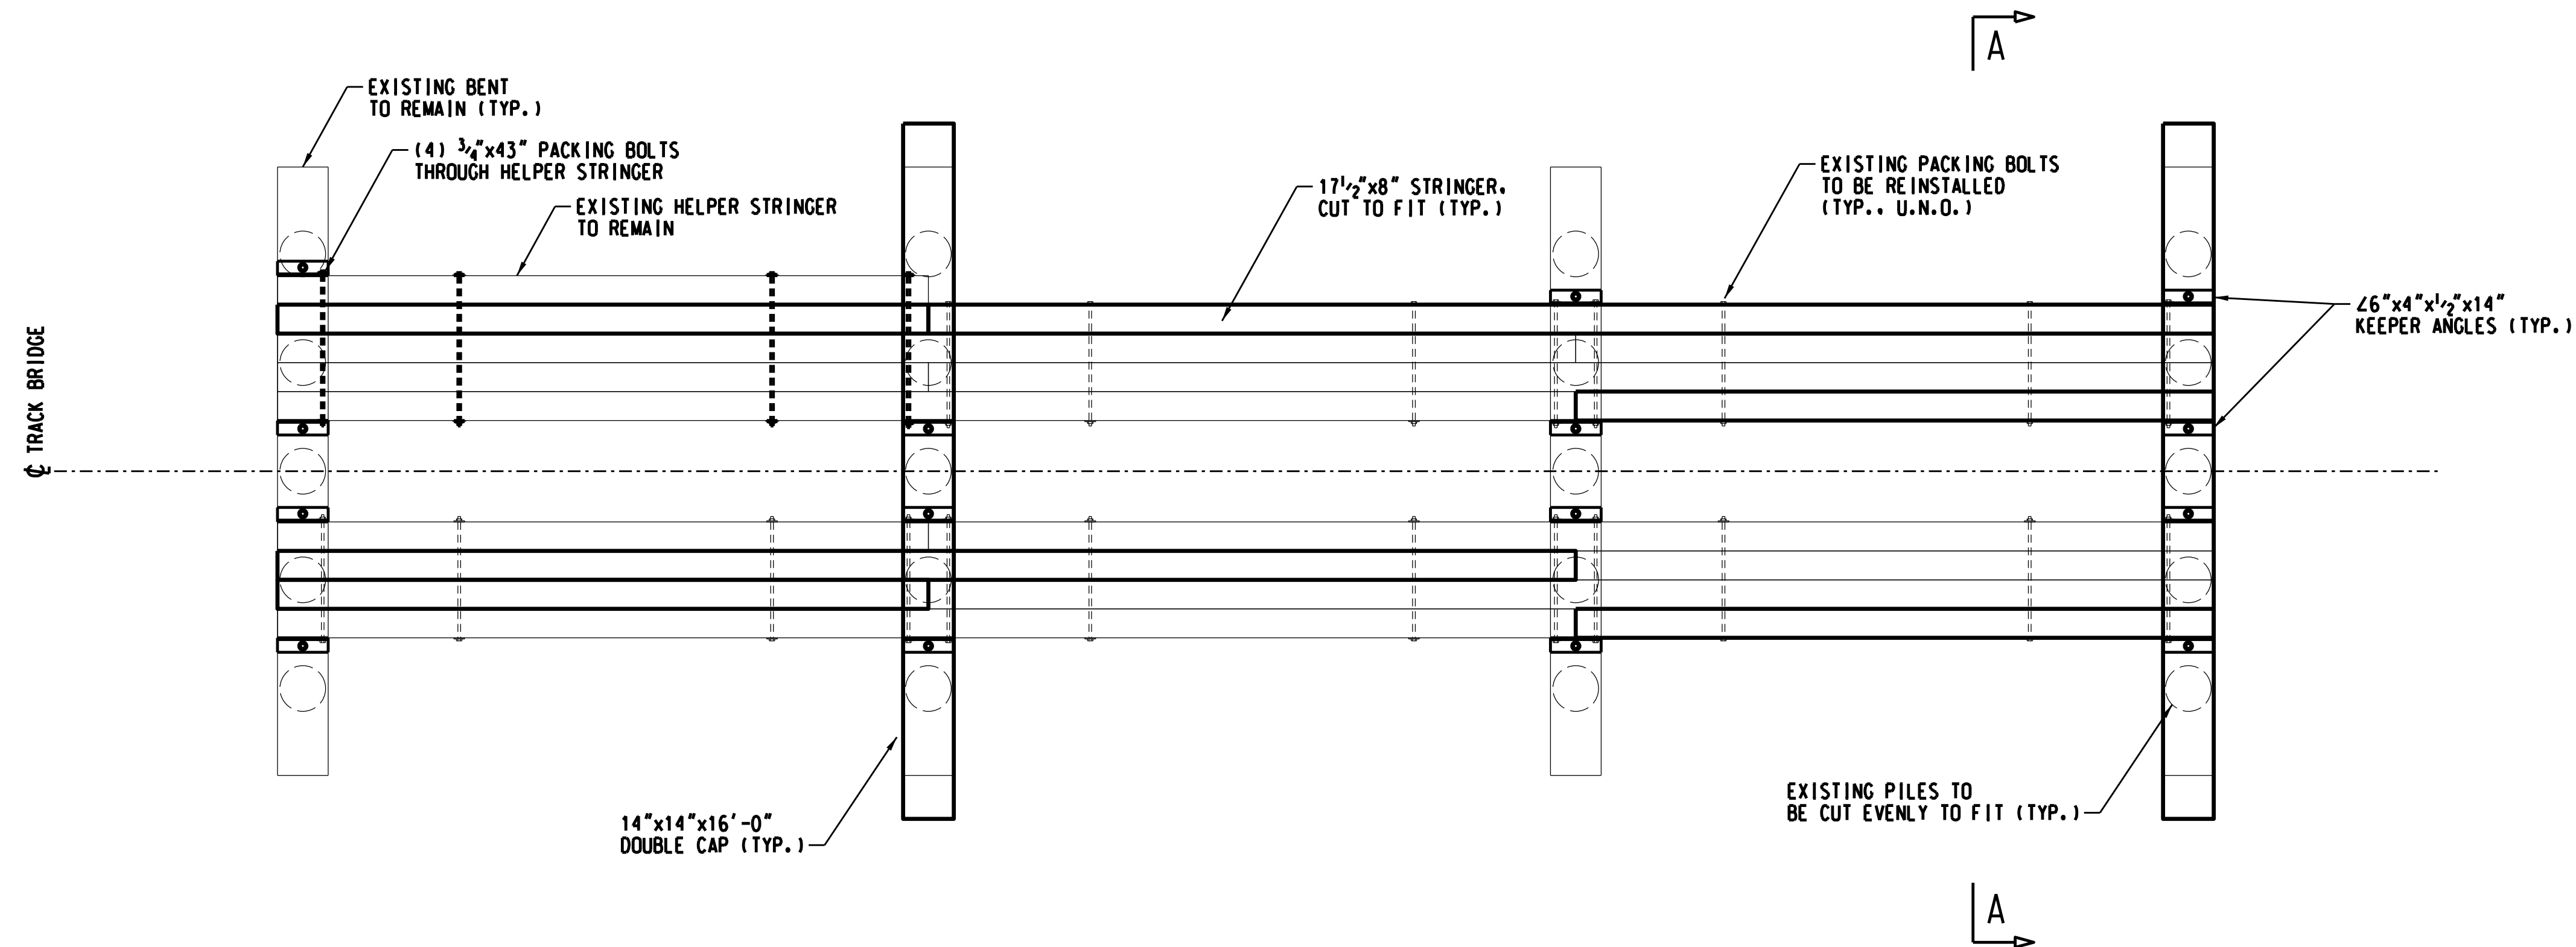 A
EXISTING BENT
TO REMAIN (TYP.)
(4) 3/4"x43" PACKING BOLTS
THROUGH HELPER STRINGER
EXISTING HELPER STRINGER
TO REMAIN
17 1/2"x8" STRINGER,
CUT TO FIT (TYP.)
EXISTING PACKING BOLTS
TO BE REINSTALLED
(TYP., U.N.O.)
∠6"x4"x1/2"x14"
KEEPER ANGLES (TYP.)
℄ TRACK BRIDGE
14"x14"x16'-0"
DOUBLE CAP (TYP.)
EXISTING PILES TO
BE CUT EVENLY TO FIT (TYP.)
A